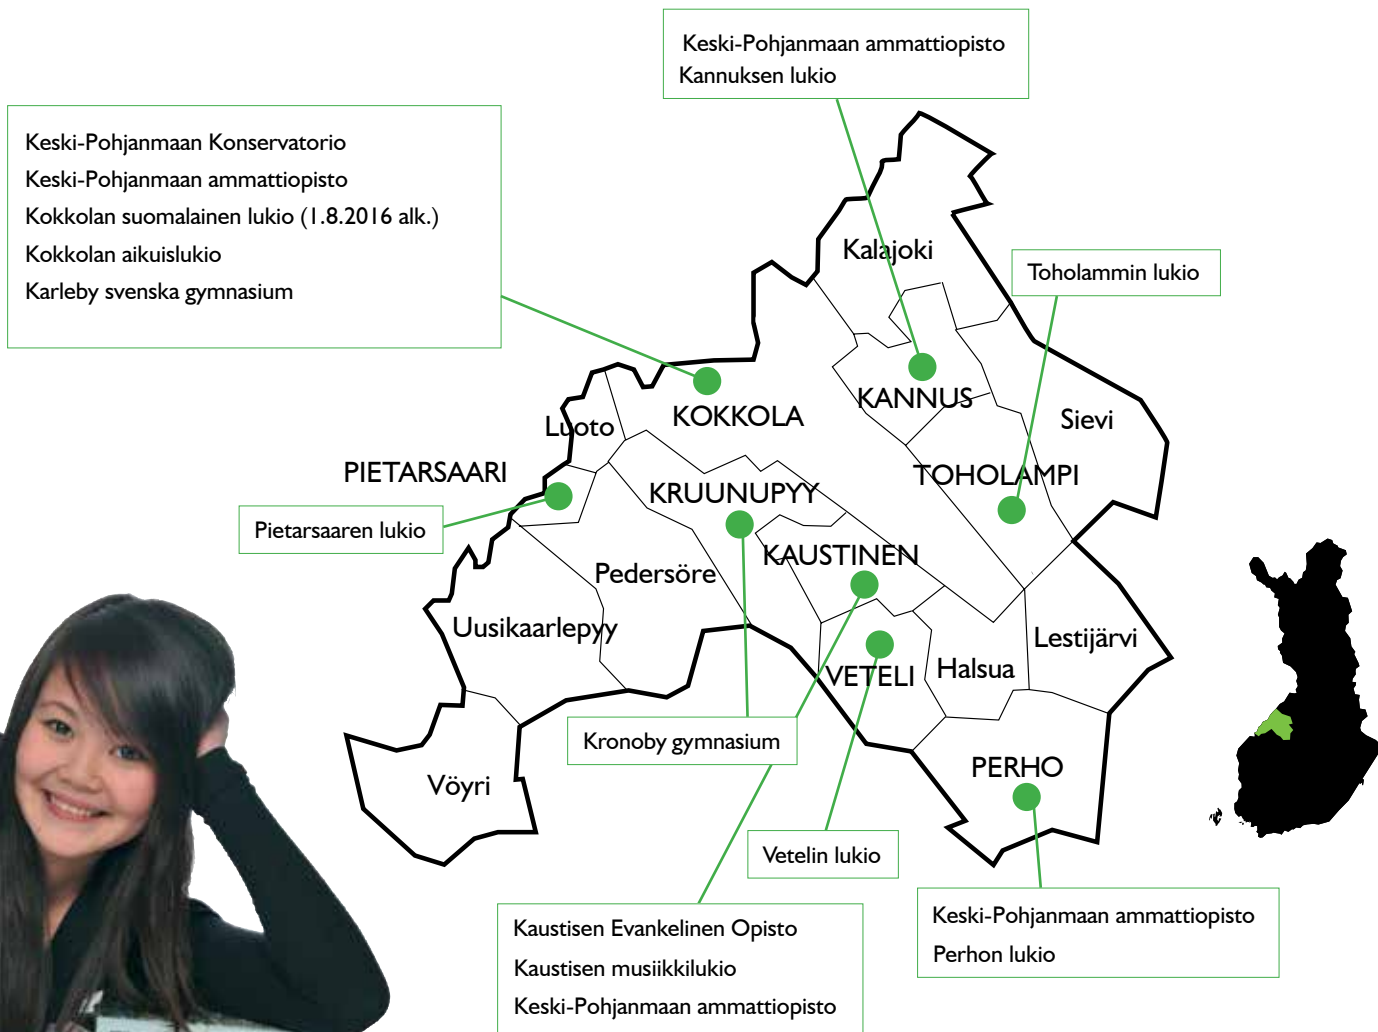 Keski-Pohjanmaan ammattiopisto
Kannuksen lukio
Keski-Pohjanmaan Konservatorio
Keski-Pohjanmaan ammattiopisto
Kokkolan suomalainen lukio (1.8.2016 alk.)
Kokkolan aikuislukio
Karleby svenska gymnasium
Kalajoki
Toholammin lukio
KANNUS
KOKKOLA
Sievi
Luoto
PIETARSAARI
TOHOLAMPI
KRUUNUPYY
Pietarsaaren lukio
KAUSTINEN
Pedersöre
Uusikaarlepyy
Lestijärvi
Halsua
VETELI
Kronoby gymnasium
PERHO
Vöyri
Vetelin lukio
Keski-Pohjanmaan ammattiopisto
Perhon lukio
Kaustisen Evankelinen Opisto
Kaustisen musiikkilukio
Keski-Pohjanmaan ammattiopisto